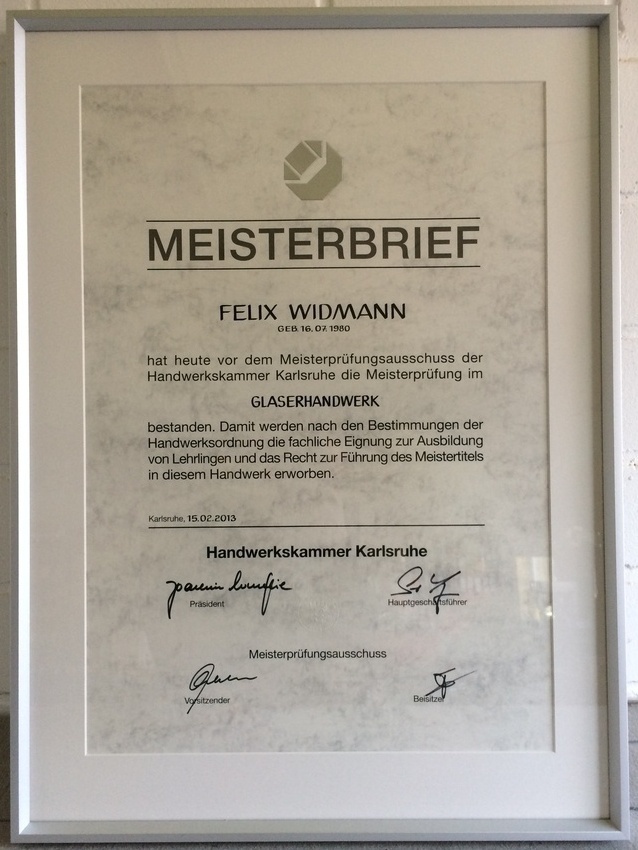 MEISTERBRIEF
FELIX WIDMANN
GEB. 16.07.1980
hat heute vor dem Meisterprüfungsausschuss der
Handwerkskammer Karlsruhe die Meisterprüfung im
GLASERHANDWERK
bestanden. Damit werden nach den Bestimmungen der
Handwerksordnung die fachliche Eignung zur Ausbildung
von Lehrlingen und das Recht zur Führung des Meistertitels
in diesem Handwerk erworben.
Karlsruhe, 15.02.2013
Handwerkskammer Karlsruhe
Präsident
Hauptgeschäftsführer
Meisterprüfungsausschuss
Vorsitzender
Beisitzer